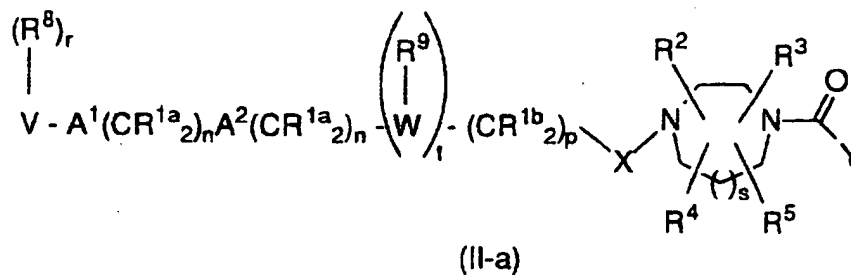 (R⁸)ᵣ
R⁹
R² R³
O
V - A¹(CR¹ᵃ₂)ₙA²(CR¹ᵃ₂)ₙ - (W)ₜ - (CR¹ᵇ₂)ₚ N N
X
( )ₛ
R⁴ R⁵
(II-a)